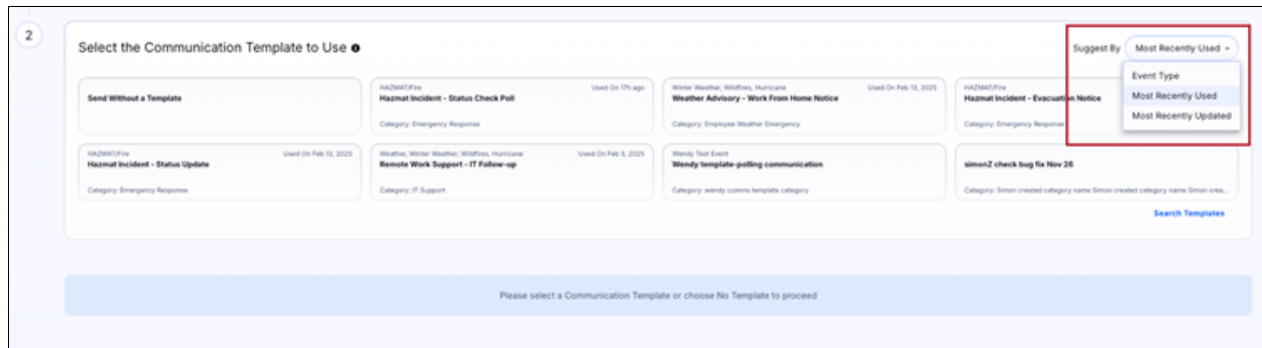 2
Select the Communication Template to Use
Suggest By
Most Recently Used
Event Type
Most Recently Used
Most Recently Updated
Send Without a Template
HAZMAT/Fire
Used On 17h ago
Hazmat Incident - Status Check Poll
Category: Emergency Response
Winter Weather, Wildfires, Hurricane
Used On Feb 13, 2025
Weather Advisory - Work From Home Notice
Category: Employee Weather Emergency
HAZMAT/Fire
Hazmat Incident - Evacuation Notice
Category: Emergency Response
HAZMAT/Fire
Used On Feb 13, 2025
Hazmat Incident - Status Update
Category: Emergency Response
Weather, Winter Weather, Wildfires, Hurricane
Used On Feb 5, 2025
Remote Work Support - IT Follow-up
Category: IT Support
Wendy Test Event
Wendy template-polling communication
Category: wendy comms template category
simonZ check bug fix Nov 26
Category: Simon created category name Simon created category name Simon crea...
Search Templates
Please select a Communication Template or choose No Template to proceed